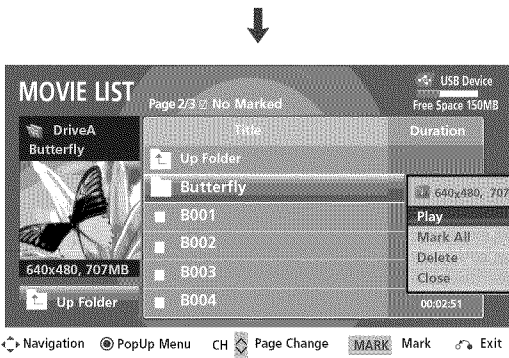 MOVIE LIST
Page 2/3 No Marked
USB Device
Free Space 150MB
DriveA
Butterfly
640x480, 707MB
Up Folder
Title
Duration
Up Folder
Butterfly
B001
B002
B003
B004
00:02:51
640x480, 707
Play
Mark All
Delete
Close
Navigation
PopUp Menu
CH
Page Change
MARK
Mark
Exit